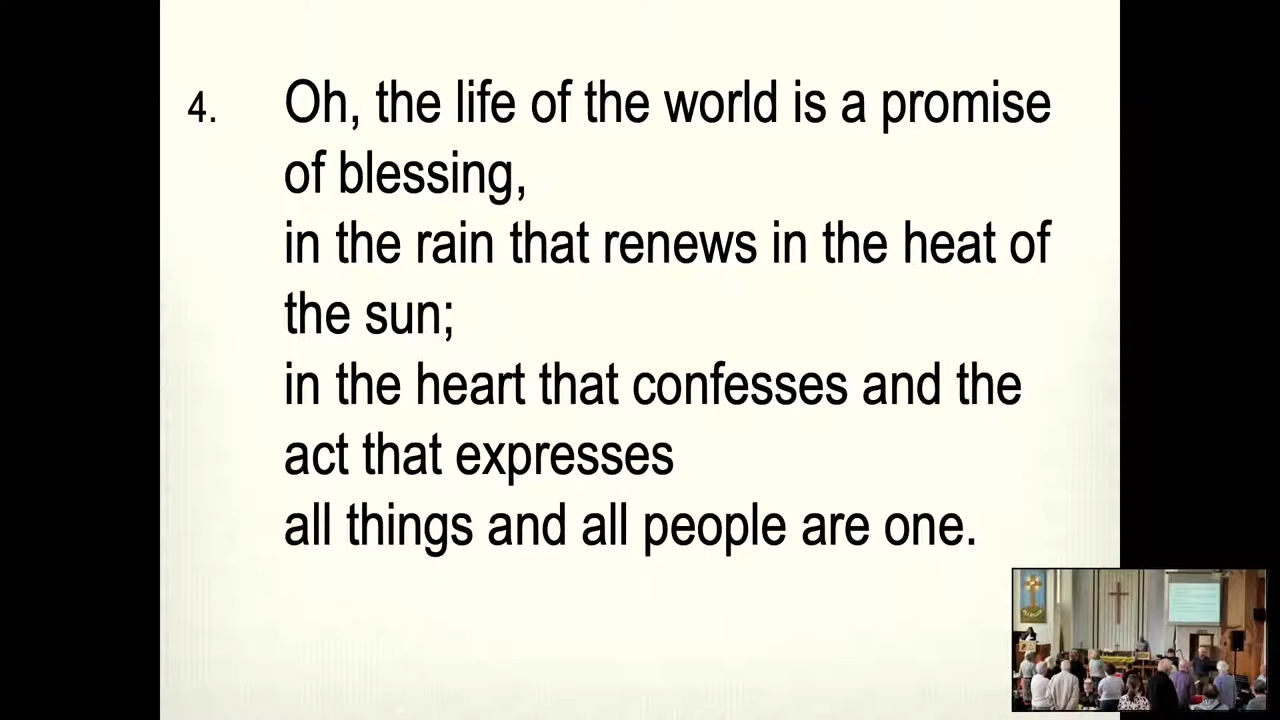 4. Oh, the life of the world is a promise
of blessing,
in the rain that renews in the heat of
the sun;
in the heart that confesses and the
act that expresses
all things and all people are one.